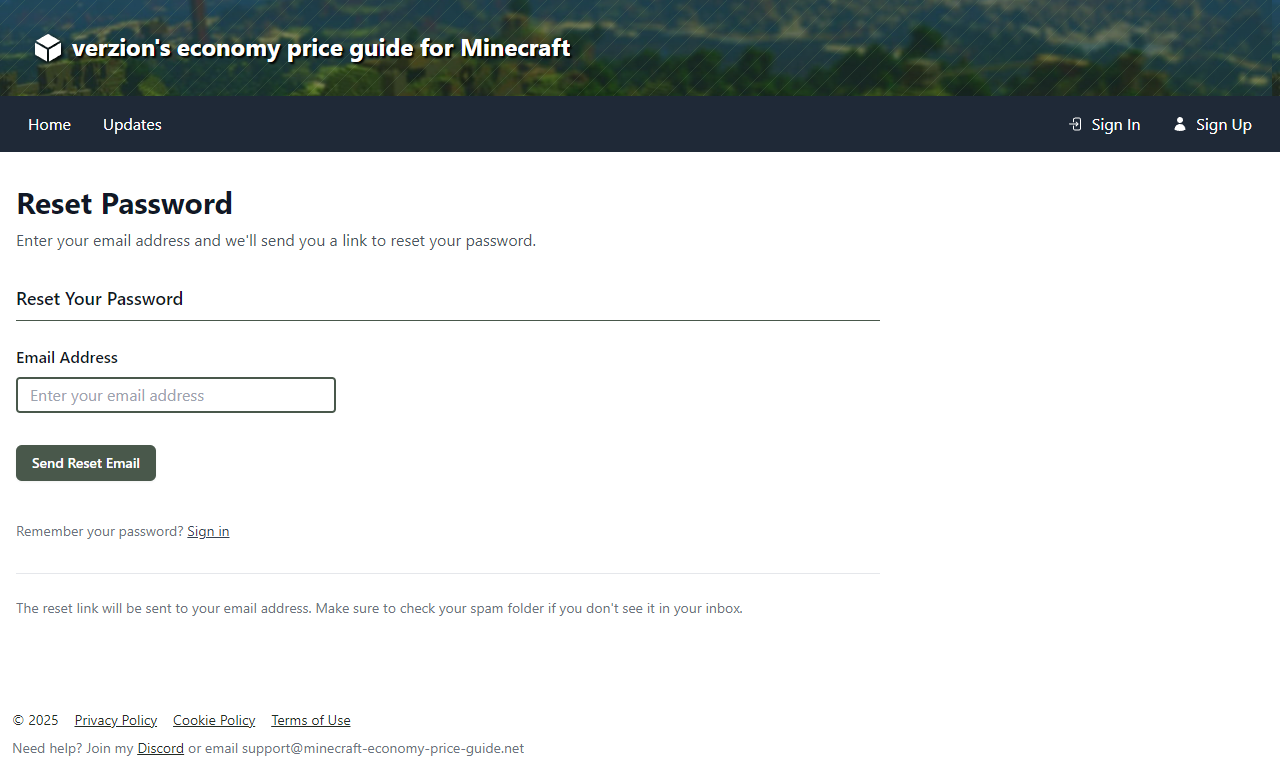 verzion's economy price guide for Minecraft
Home Updates Sign In Sign Up
Reset Password
Enter your email address and we'll send you a link to reset your password.
Reset Your Password
Email Address
Enter your email address
Send Reset Email
Remember your password? Sign in
The reset link will be sent to your email address. Make sure to check your spam folder if you don't see it in your inbox.
© 2025 Privacy Policy Cookie Policy Terms of Use
Need help? Join my Discord or email support@minecraft-economy-price-guide.net